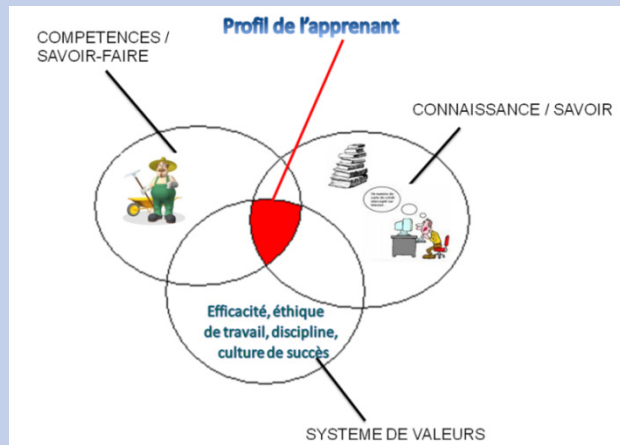 Profil de l'apprenant
COMPETENCES /
SAVOIR-FAIRE
CONNAISSANCE / SAVOIR
Efficacité, éthique
de travail, discipline,
culture de succès
SYSTEME DE VALEURS